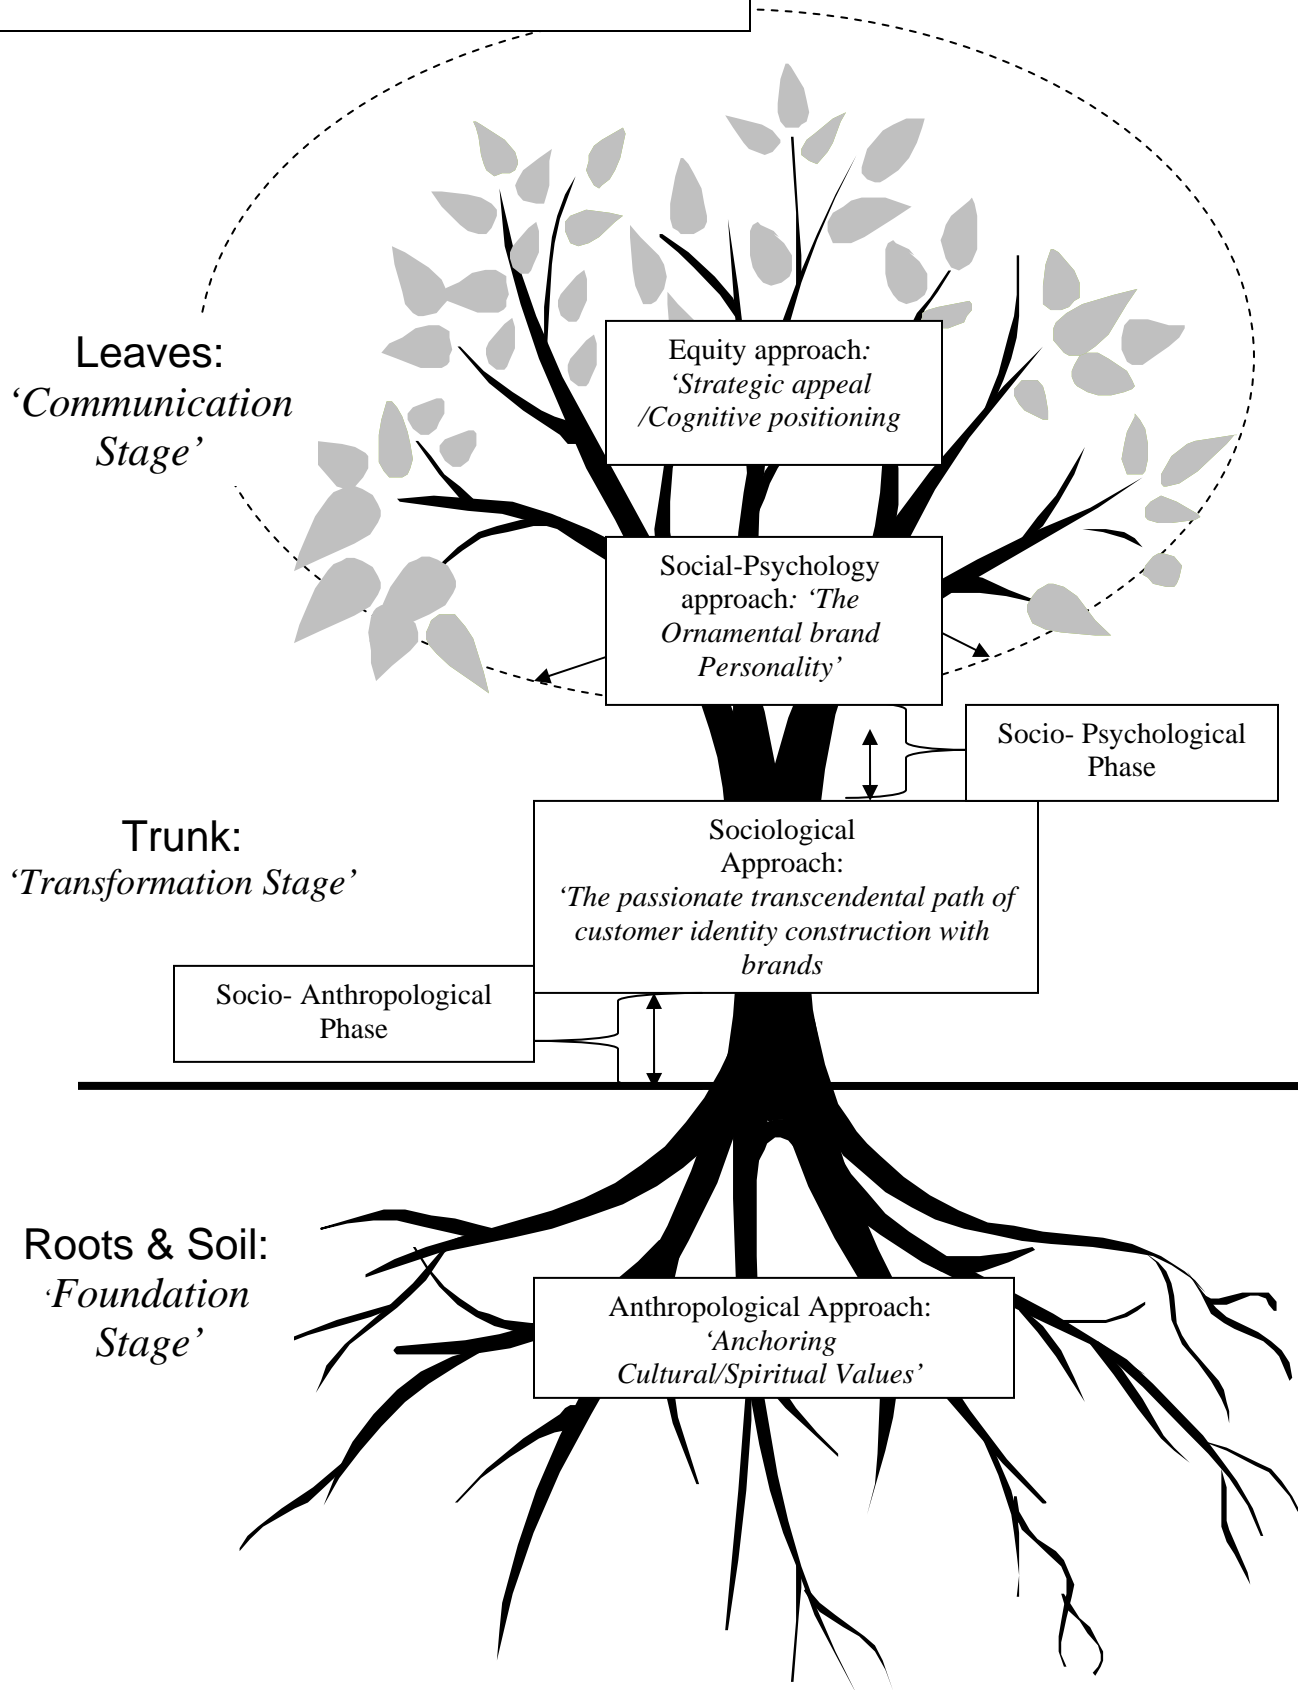 Leaves:
‘Communication
Stage’
Equity approach:
‘Strategic appeal
/Cognitive positioning
Social-Psychology
approach: ‘The
Ornamental brand
Personality’
Socio- Psychological
Phase
Trunk:
‘Transformation Stage’
Sociological
Approach:
‘The passionate transcendental path of
customer identity construction with
brands
Socio- Anthropological
Phase
Roots & Soil:
‘Foundation
Stage’
Anthropological Approach:
‘Anchoring
Cultural/Spiritual Values’